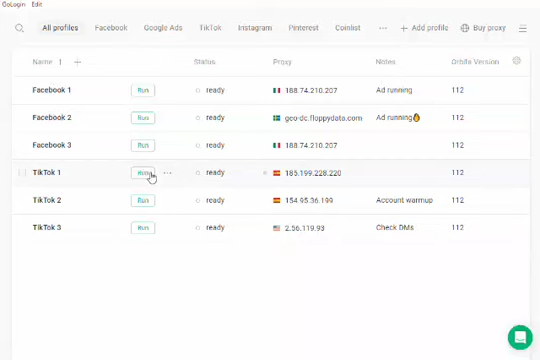 GoLogin Edit
All profiles Facebook Google Ads TikTok Instagram Pinterest Coinlist ··· + Add profile Buy proxy
Name + Status Proxy Notes Orbita Version
Facebook 1 Run ready 188.74.210.207 Ad running 112
Facebook 2 Run ready geo-dc.floppydata.com Ad running🔥 112
Facebook 3 Run ready 188.74.210.207 112
TikTok 1 Run ··· ready 185.199.228.220 112
TikTok 2 Run ready 154.95.36.199 Account warmup 112
TikTok 3 Run ready 2.56.119.93 Check DMs 112